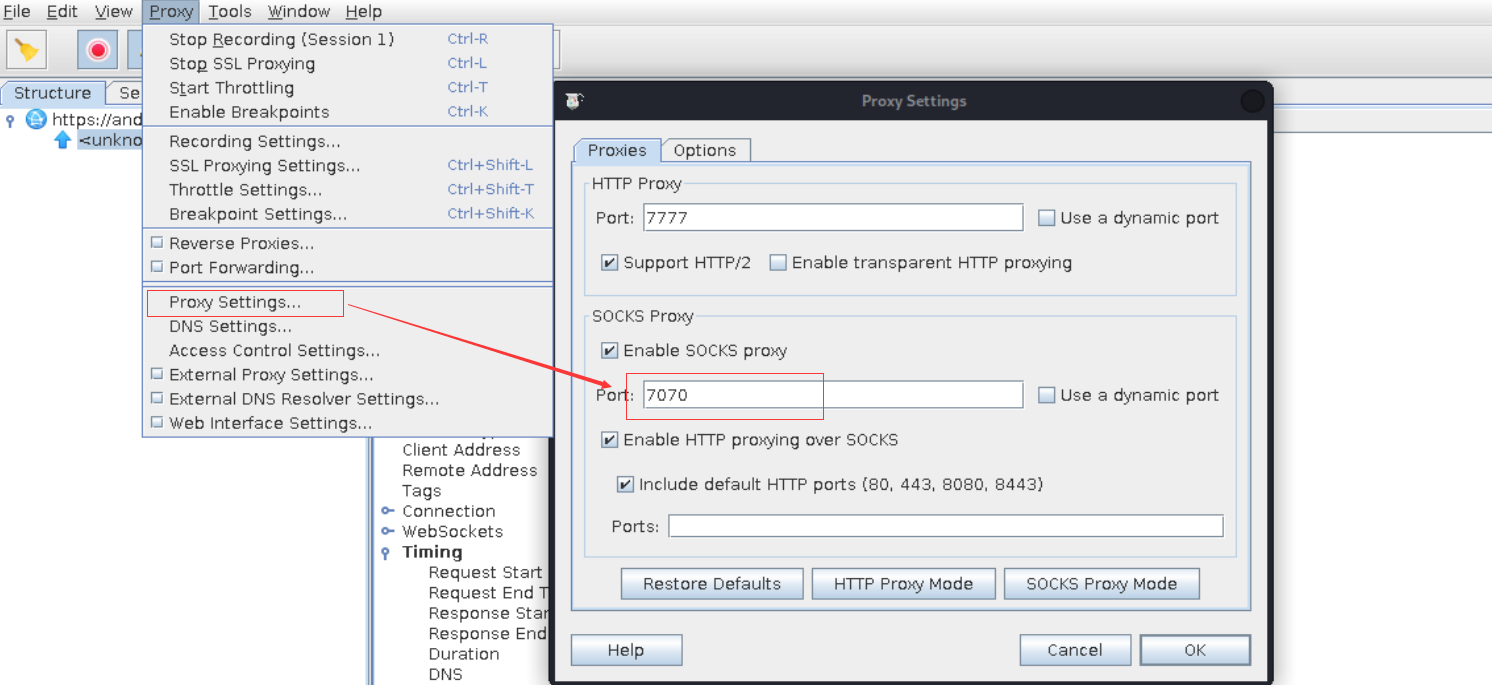 File Edit View Proxy Tools Window Help
Stop Recording (Session 1) Ctrl-R
Stop SSL Proxying Ctrl-L
Start Throttling Ctrl-T
Enable Breakpoints Ctrl-K
Recording Settings...
SSL Proxying Settings... Ctrl+Shift-L
Throttle Settings... Ctrl+Shift-T
Breakpoint Settings... Ctrl+Shift-K
Reverse Proxies...
Port Forwarding...
Proxy Settings...
DNS Settings...
Access Control Settings...
External Proxy Settings...
External DNS Resolver Settings...
Web Interface Settings...
Structure Se
https://and
<unkno
Client Address
Remote Address
Tags
Connection
WebSockets
Timing
Request Start
Request End T
Response Star
Response End
Duration
DNS
Proxy Settings
Proxies Options
HTTP Proxy
Port: 7777 Use a dynamic port
Support HTTP/2 Enable transparent HTTP proxying
SOCKS Proxy
Enable SOCKS proxy
Port: 7070 Use a dynamic port
Enable HTTP proxying over SOCKS
Include default HTTP ports (80, 443, 8080, 8443)
Ports:
Restore Defaults HTTP Proxy Mode SOCKS Proxy Mode
Help Cancel OK